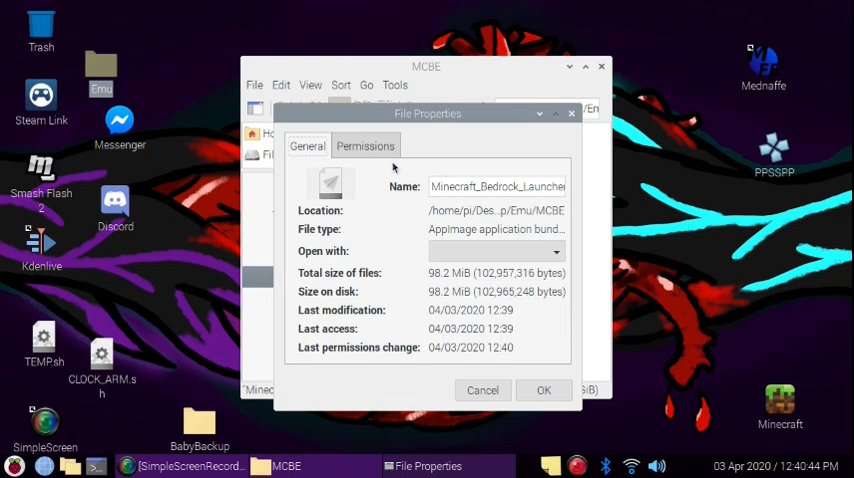 Trash
Emu
Steam Link
Messenger
Smash Flash
2
Discord
Kdenlive
TEMP.sh
CLOCK_ARM.s
h
SimpleScreen
BabyBackup
Mednaffe
PPSSPP
Minecraft
MCBE
File Edit View Sort Go Tools
File Properties
General
Permissions
Name: Minecraft_Bedrock_Launcher
Location: /home/pi/Des...p/Emu/MCBE
File type: AppImage application bund...
Open with:
Total size of files: 98.2 MiB (102,957,316 bytes)
Size on disk: 98.2 MiB (102,965,248 bytes)
Last modification: 04/03/2020 12:39
Last access: 04/03/2020 12:39
Last permissions change: 04/03/2020 12:40
Cancel
OK
"Minec
GiB)
[SimpleScreenRecord...
MCBE
File Properties
03 Apr 2020 / 12:40:44 PM